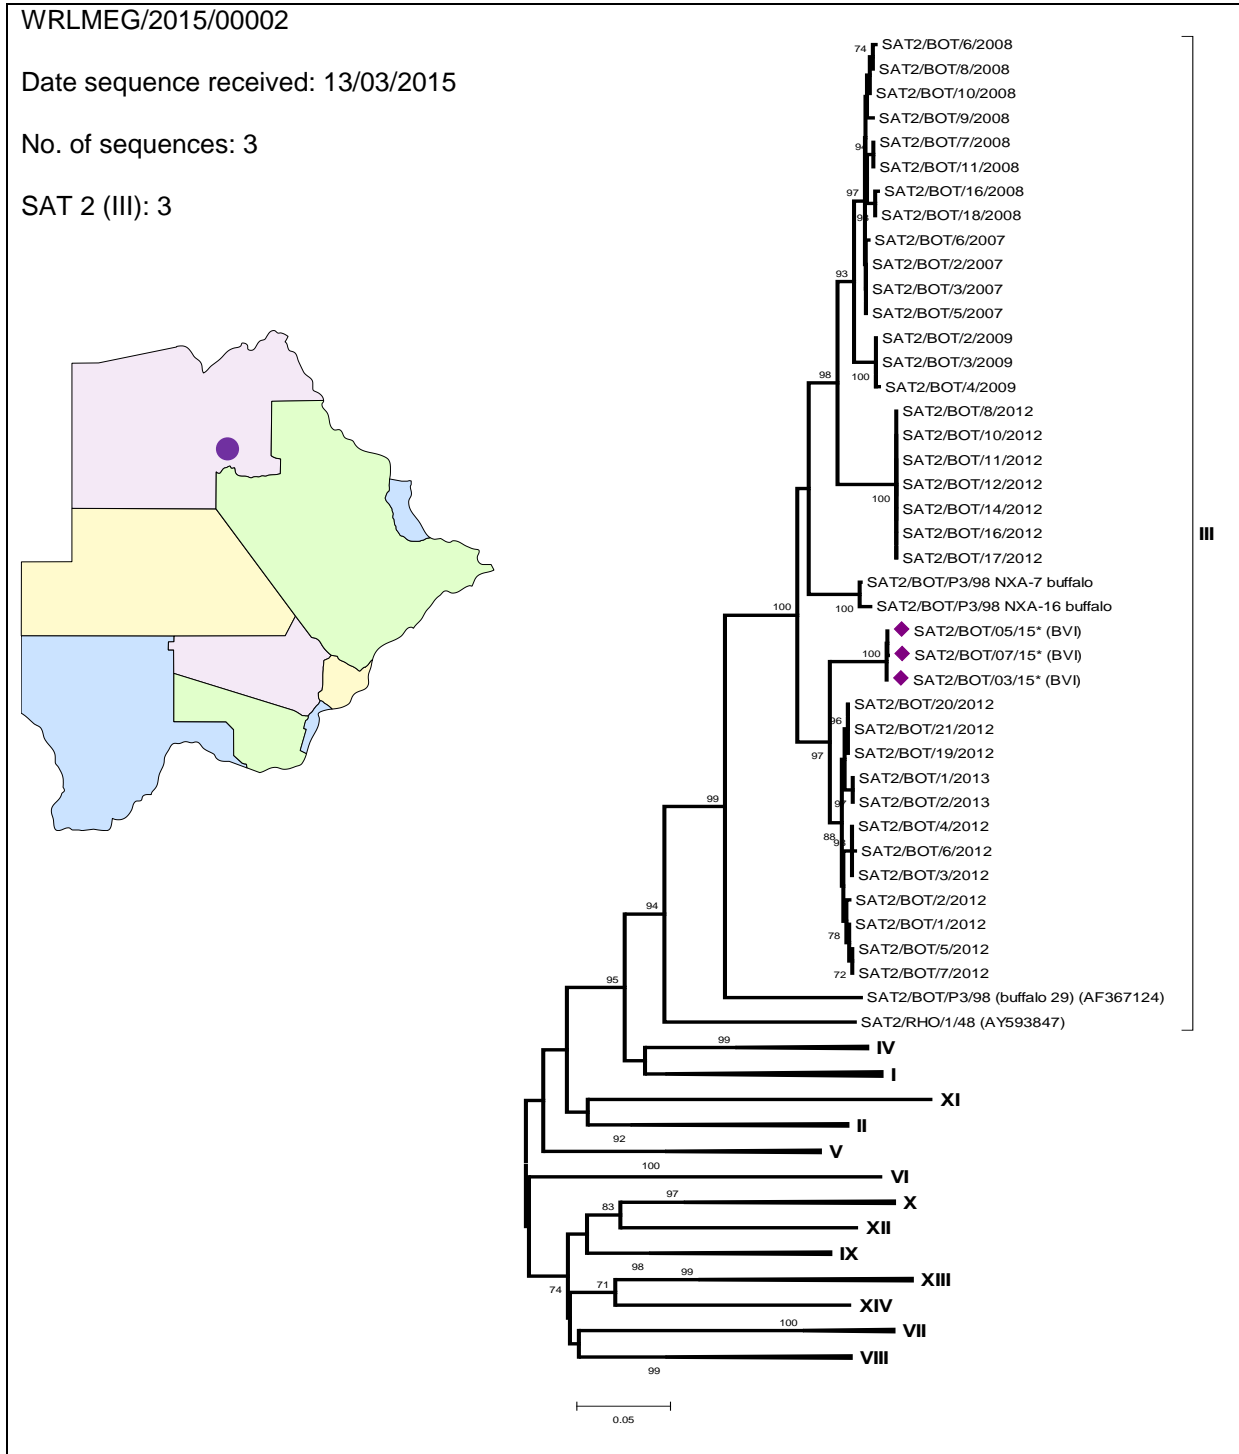 WRLMEG/2015/00002
Date sequence received: 13/03/2015
No. of sequences: 3
SAT 2 (III): 3
74
SAT2/BOT/6/2008
SAT2/BOT/8/2008
SAT2/BOT/10/2008
SAT2/BOT/9/2008
SAT2/BOT/7/2008
SAT2/BOT/11/2008
97
SAT2/BOT/16/2008
SAT2/BOT/18/2008
SAT2/BOT/6/2007
SAT2/BOT/2/2007
93
SAT2/BOT/3/2007
SAT2/BOT/5/2007
SAT2/BOT/2/2009
SAT2/BOT/3/2009
98
100
SAT2/BOT/4/2009
SAT2/BOT/8/2012
SAT2/BOT/10/2012
SAT2/BOT/11/2012
SAT2/BOT/12/2012
100
SAT2/BOT/14/2012
SAT2/BOT/16/2012
III
SAT2/BOT/17/2012
SAT2/BOT/P3/98 NXA-7 buffalo
100
100
SAT2/BOT/P3/98 NXA-16 buffalo
SAT2/BOT/05/15* (BVI)
100
SAT2/BOT/07/15* (BVI)
SAT2/BOT/03/15* (BVI)
SAT2/BOT/20/2012
96
SAT2/BOT/21/2012
97
SAT2/BOT/19/2012
SAT2/BOT/1/2013
99
97
SAT2/BOT/2/2013
SAT2/BOT/4/2012
88
SAT2/BOT/6/2012
SAT2/BOT/3/2012
SAT2/BOT/2/2012
94
SAT2/BOT/1/2012
78
SAT2/BOT/5/2012
72
SAT2/BOT/7/2012
95
SAT2/BOT/P3/98 (buffalo 29) (AF367124)
SAT2/RHO/1/48 (AY593847)
99
IV
I
XI
II
92
V
100
VI
97
X
83
XII
IX
98
99
XIII
74
71
XIV
100
VII
VIII
99
0.05